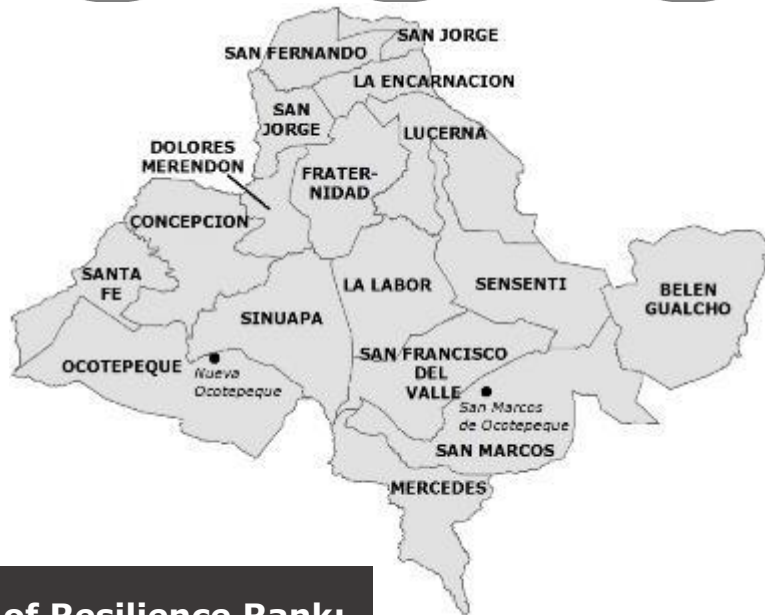 SAN JORGE
SAN FERNANDO
LA ENCARNACION
SAN
JORGE
LUCERNA
DOLORES
MERENDON
FRATER-
NIDAD
CONCEPCION
SANTA
FE
LA LABOR
SENSENTI
BELEN
GUALCHO
SINUAPA
OCOTEPEQUE
Nueva
Ocotepeque
SAN FRANCISCO
DEL
VALLE
San Marcos
de Ocotepeque
SAN MARCOS
MERCEDES
of Resilience Rank: